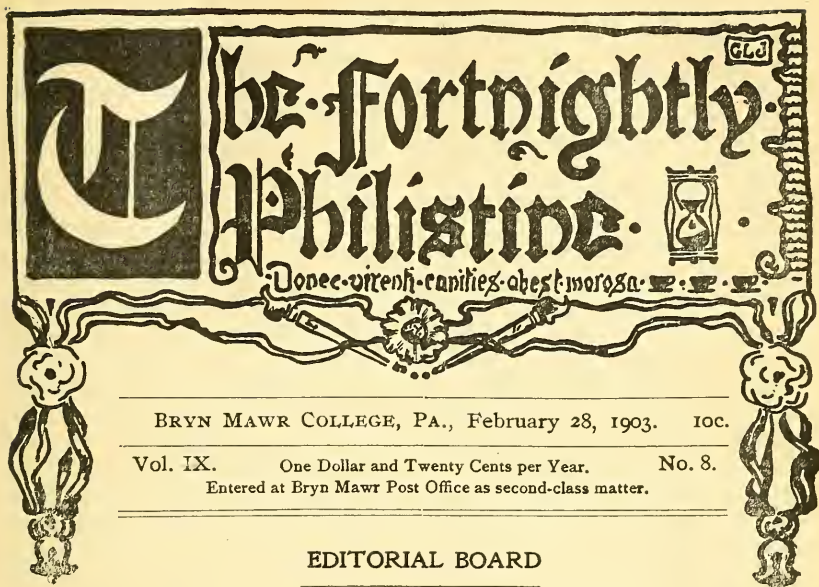 GLJ
The·Fortnightly·
Philistine·
·Donec·virenti·canities·abest·morosa·
BRYN MAWR COLLEGE, PA., February 28, 1903. 10C.
Vol. IX. One Dollar and Twenty Cents per Year. No. 8.
Entered at Bryn Mawr Post Office as second-class matter.
EDITORIAL BOARD